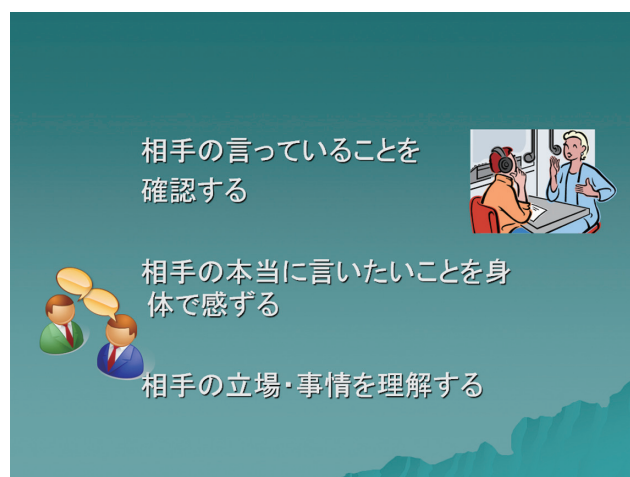 相手の言っていることを
確認する
相手の本当に言いたいことを身
体で感ずる
相手の立場・事情を理解する